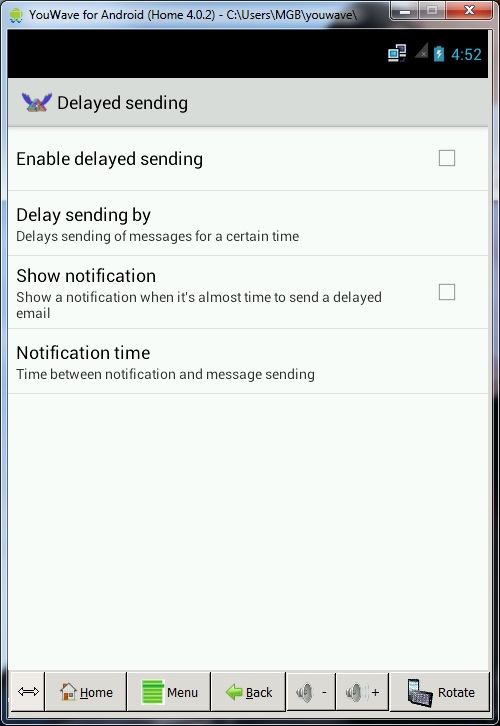 YouWave for Android (Home 4.0.2) - C:\Users\MGB\youwave\
4:52
Delayed sending
Enable delayed sending
Delay sending by
Delays sending of messages for a certain time
Show notification
Show a notification when it's almost time to send a delayed
email
Notification time
Time between notification and message sending
Home Menu Back - + Rotate